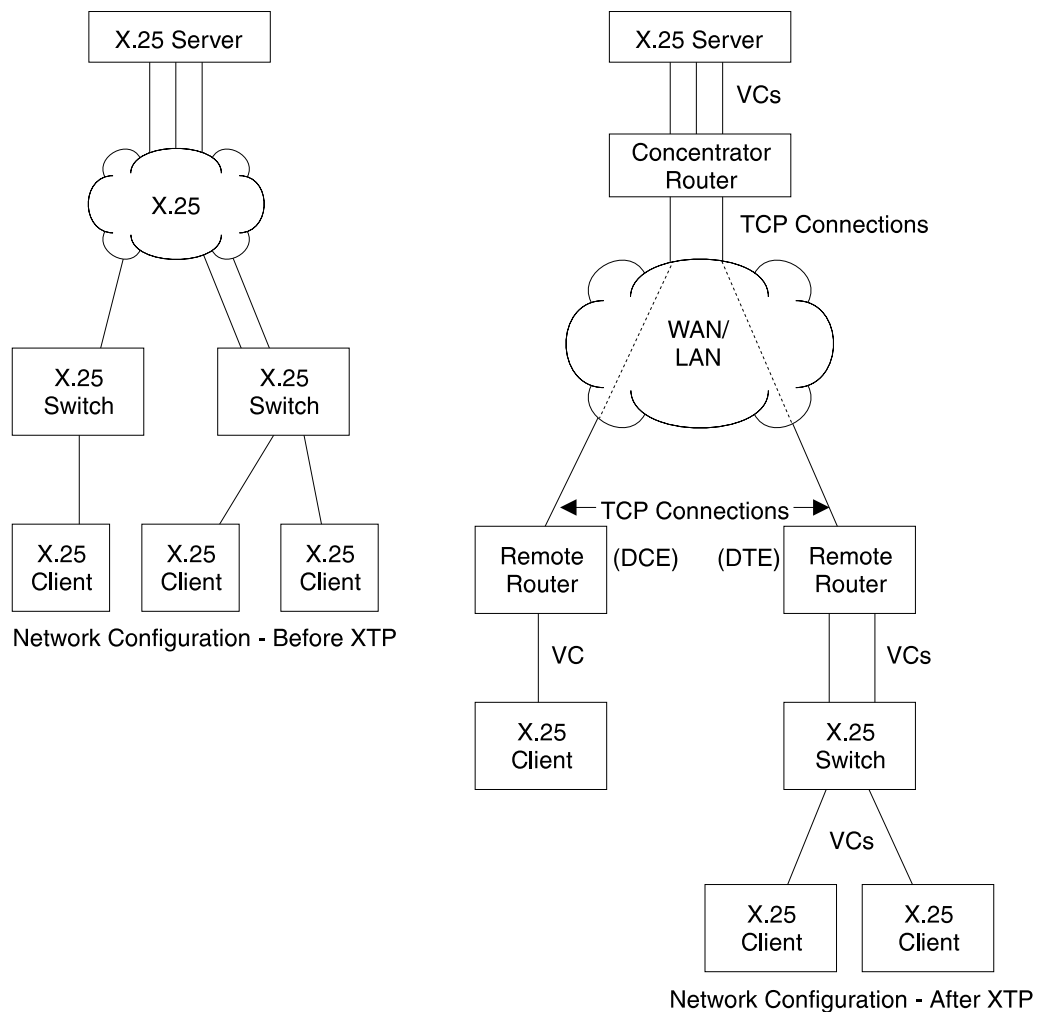 X.25 Server
X.25
X.25
Switch
X.25
Switch
X.25
Client
X.25
Client
X.25
Client
Network Configuration - Before XTP
X.25 Server
VCs
Concentrator
Router
TCP Connections
WAN/
LAN
TCP Connections
Remote
Router
(DCE)
(DTE)
Remote
Router
VC
VCs
X.25
Client
X.25
Switch
VCs
X.25
Client
X.25
Client
Network Configuration - After XTP